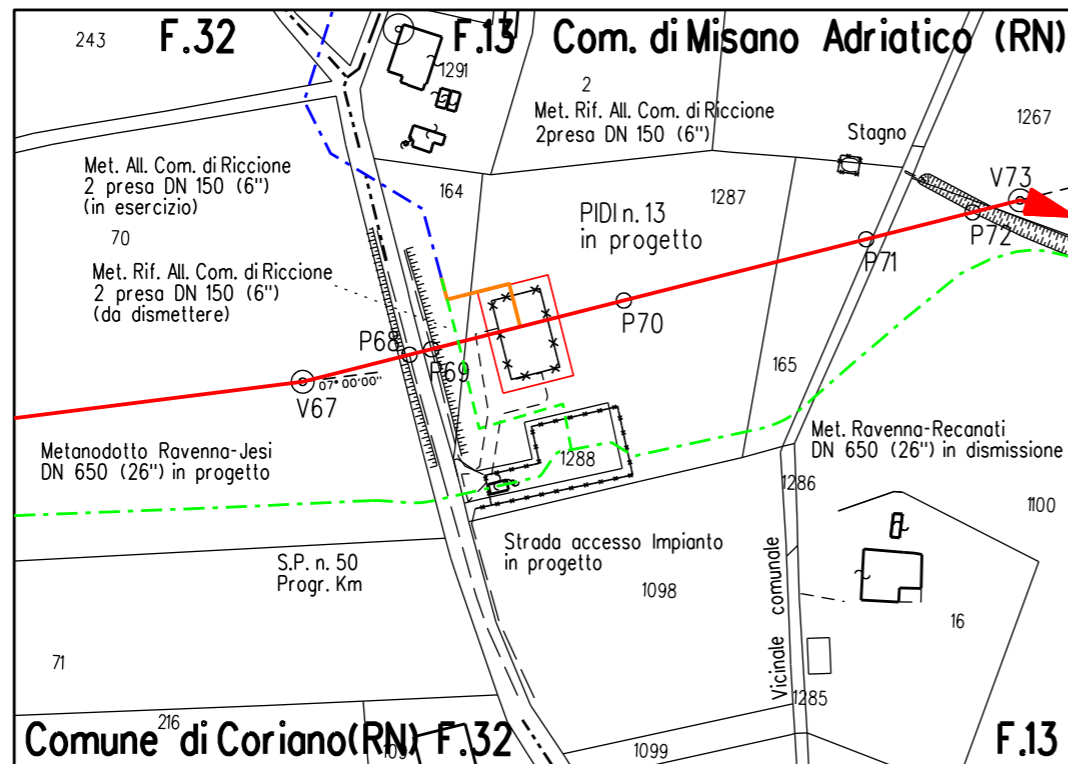 243
F.32
F.13 Com. di Misano Adriatico (RN)
1291
2
Met. Rif. All. Com. di Riccione
2presa DN 150 (6")
Stagno
1267
Met. All. Com. di Riccione
2 presa DN 150 (6")
(in esercizio)
70
164
1287
V73
PIDI n. 13
in progetto
P72
P71
Met. Rif. All. Com. di Riccione
2 presa DN 150 (6")
(da dismettere)
P70
P68
P69
165
07° 00'00"
V67
Metanodotto Ravenna-Jesi
DN 650 (26") in progetto
Met. Ravenna-Recanati
DN 650 (26") in dismissione
1288
1286
1100
Strada accesso Impianto
in progetto
S.P. n. 50
Progr. Km
1098
16
Vicinale comunale
71
1285
216
Comune di Coriano(RN) F.32
1099
F.13